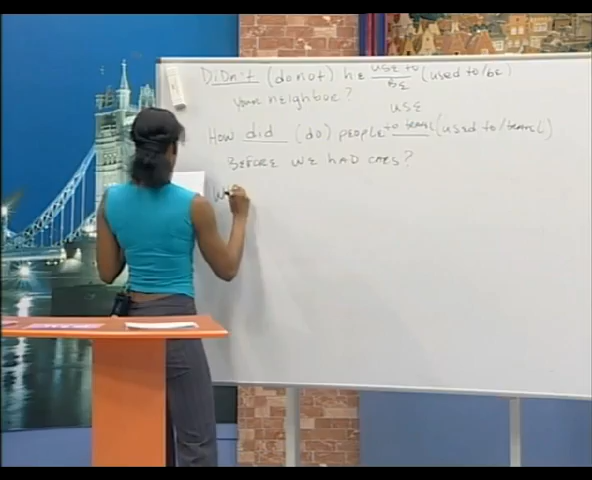 DIDN'T (do not) he USE TO BE (used to/be)
your neighbor?
USE
How did (do) people to travel (used to/travel)
BEFORE WE HAD CARS?
W